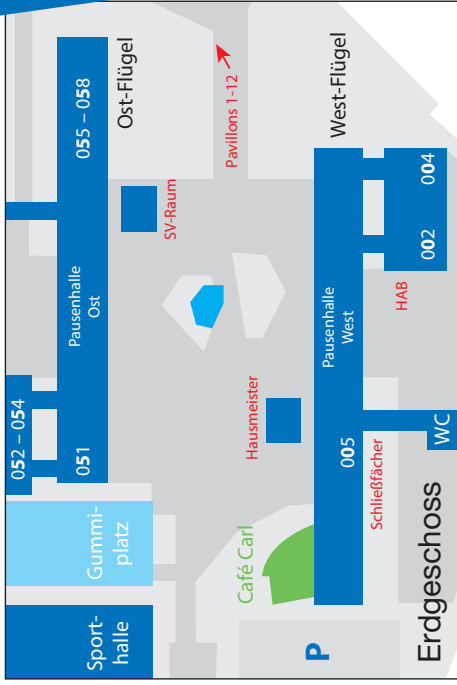 052 – 054
051
Pausenhalle
Ost
055 – 058
Ost-Flügel
Sport-
halle
Gummi-
platz
SV-Raum
Pavillons 1-12
Hausmeister
Café Carl
West-Flügel
005
Pausenhalle
West
P
Schließfächer
WC
HAB
002
004
Erdgeschoss